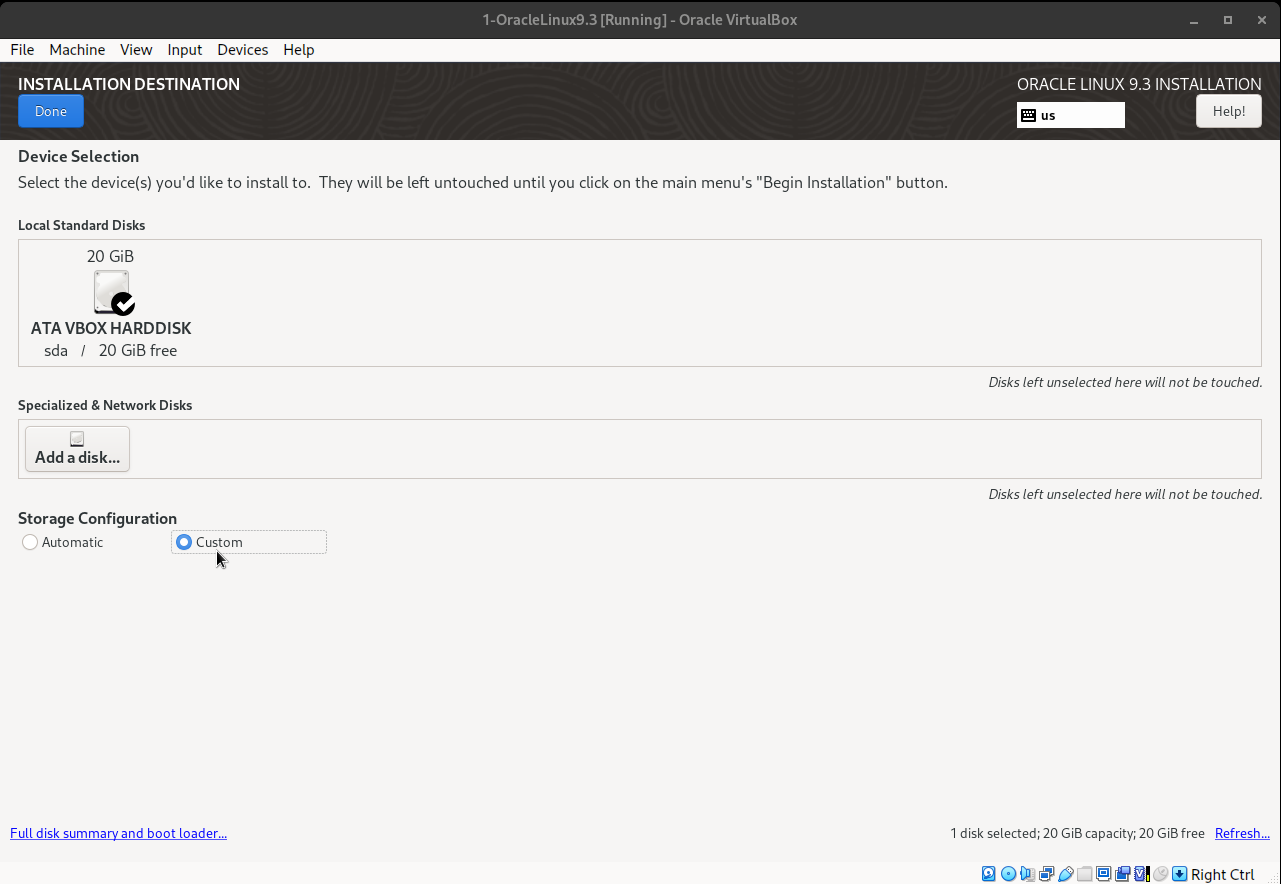 1-OracleLinux9.3 [Running] - Oracle VirtualBox
File Machine View Input Devices Help
INSTALLATION DESTINATION
Done
ORACLE LINUX 9.3 INSTALLATION
us
Help!
Device Selection
Select the device(s) you'd like to install to.  They will be left untouched until you click on the main menu's "Begin Installation" button.
Local Standard Disks
20 GiB
ATA VBOX HARDDISK
sda / 20 GiB free
Disks left unselected here will not be touched.
Specialized & Network Disks
Add a disk...
Disks left unselected here will not be touched.
Storage Configuration
Automatic Custom
Full disk summary and boot loader...
1 disk selected; 20 GiB capacity; 20 GiB free Refresh...
Right Ctrl